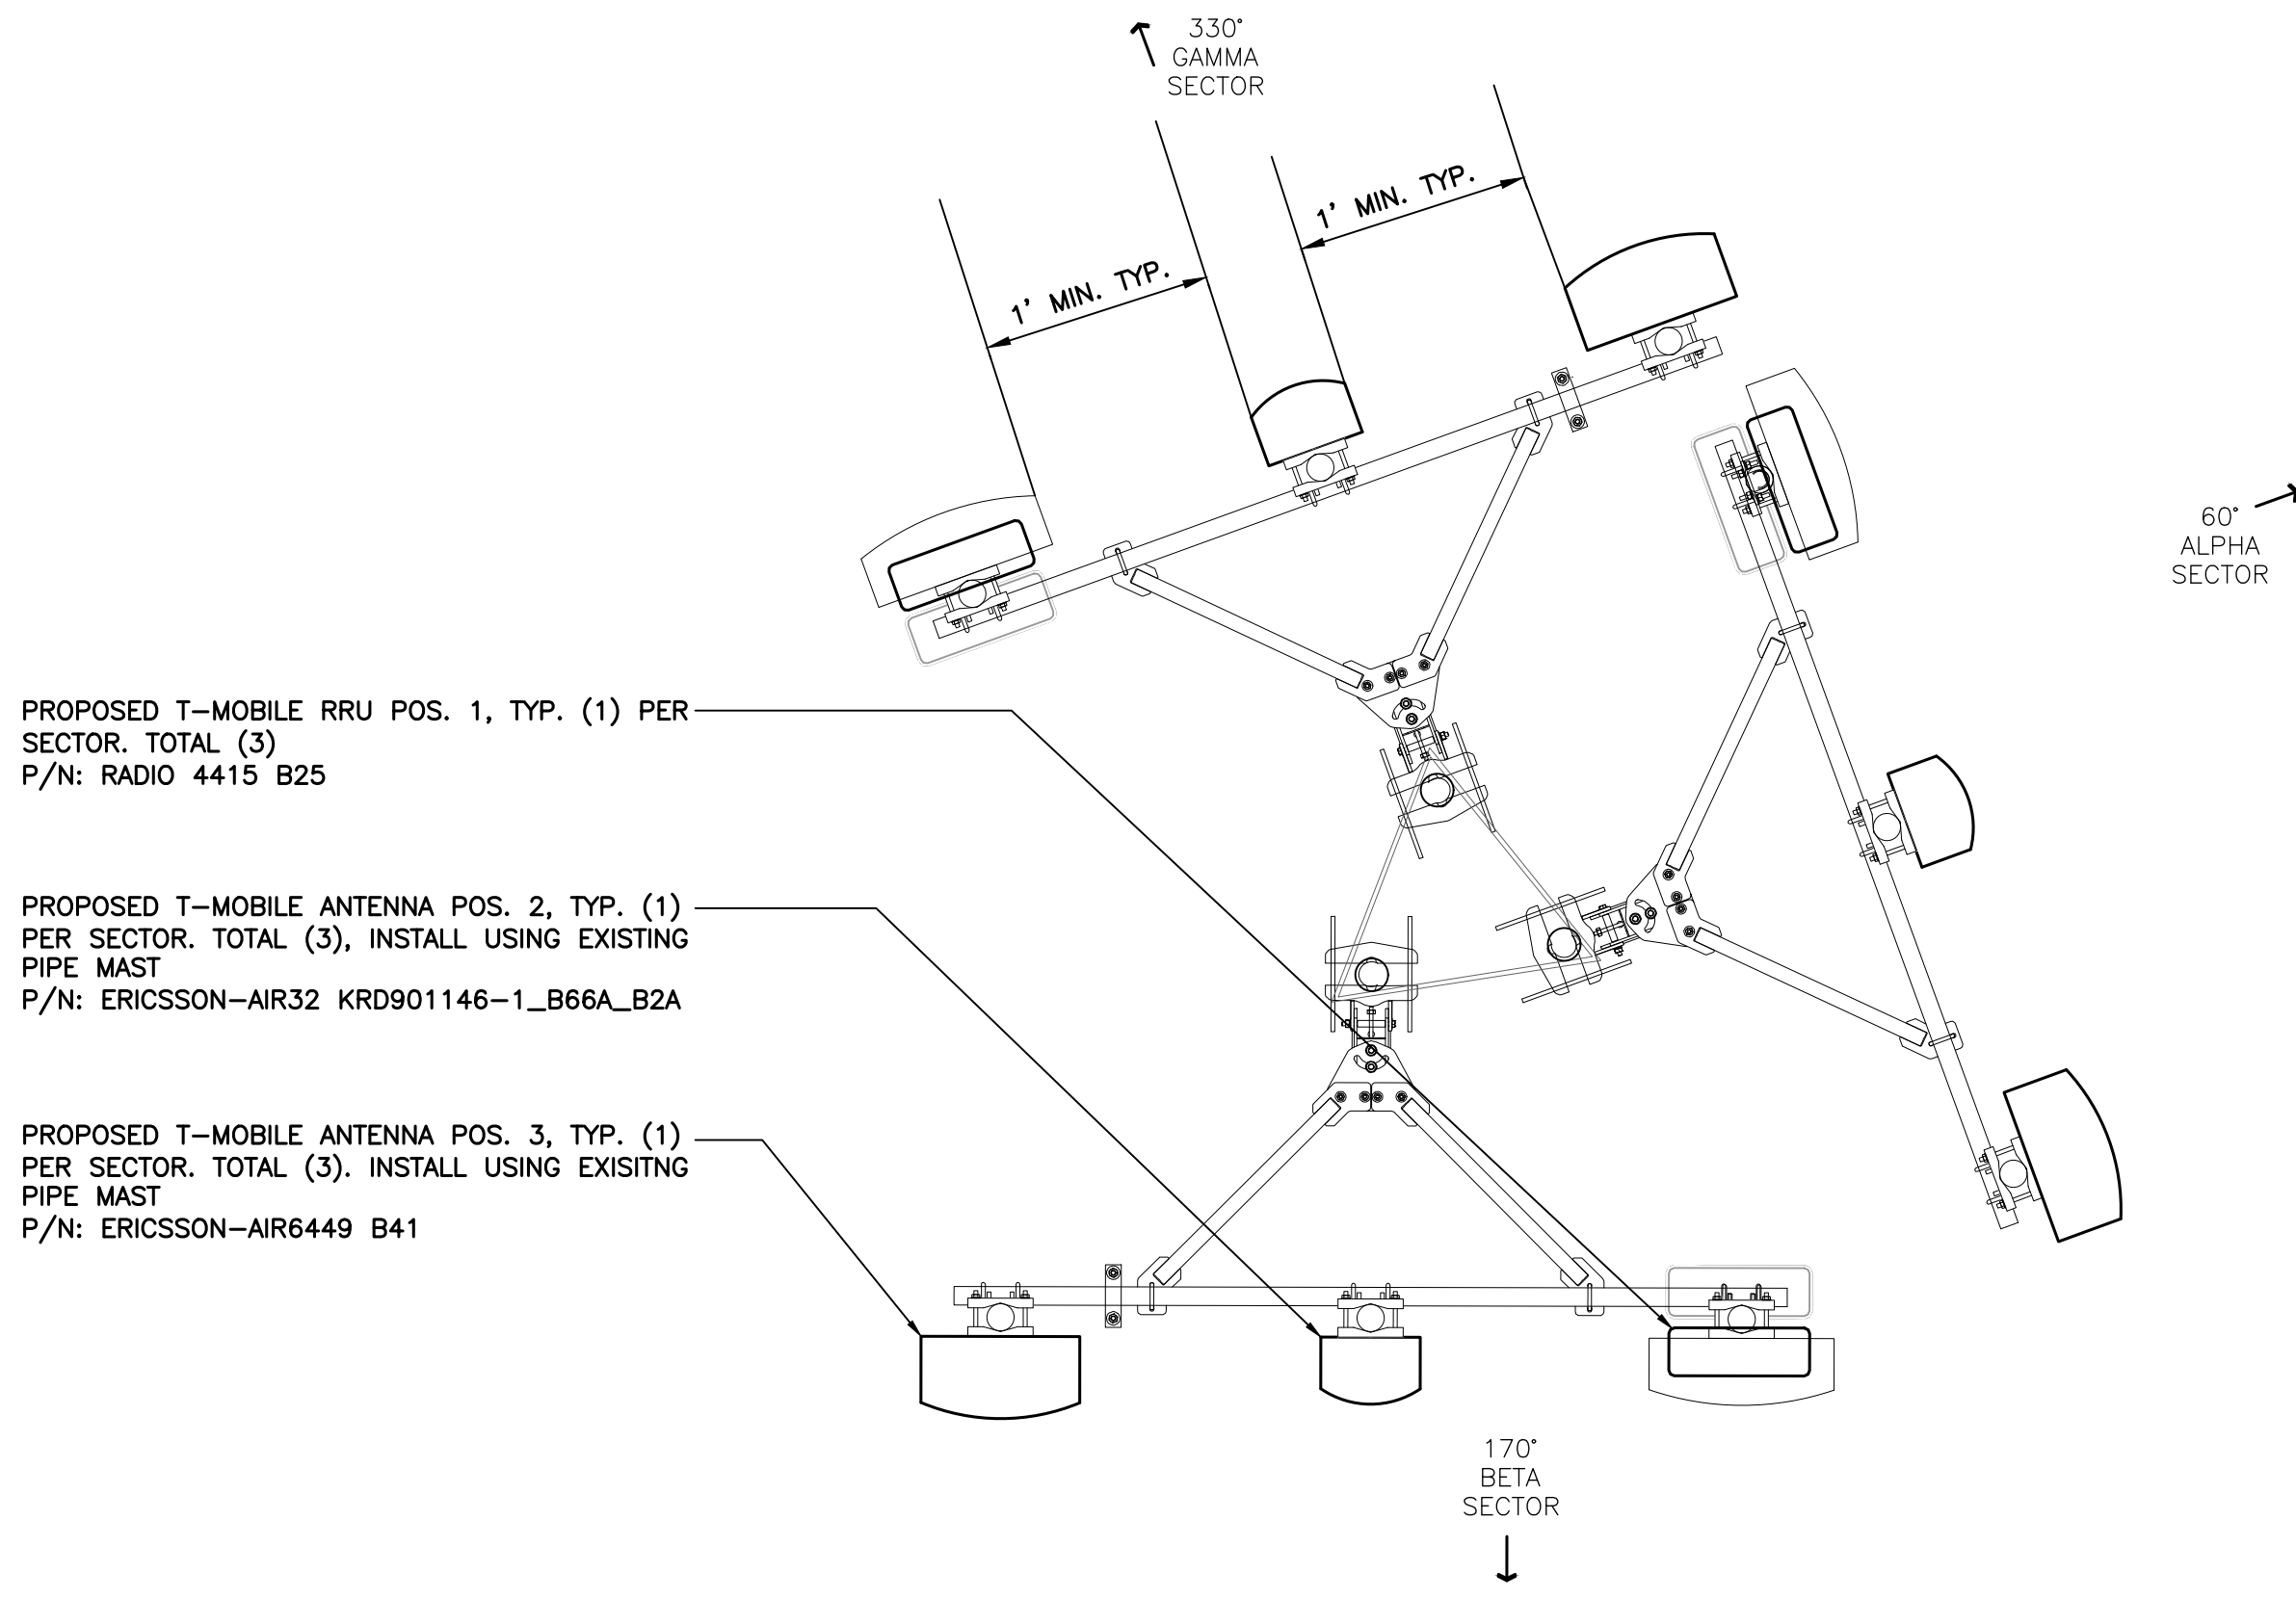 330°
GAMMA
SECTOR
1' MIN. TYP.
1' MIN. TYP.
60°
ALPHA
SECTOR
PROPOSED T-MOBILE RRU POS. 1, TYP. (1) PER
SECTOR. TOTAL (3)
P/N: RADIO 4415 B25
PROPOSED T-MOBILE ANTENNA POS. 2, TYP. (1)
PER SECTOR. TOTAL (3), INSTALL USING EXISTING
PIPE MAST
P/N: ERICSSON-AIR32 KRD901146-1_B66A_B2A
PROPOSED T-MOBILE ANTENNA POS. 3, TYP. (1)
PER SECTOR. TOTAL (3). INSTALL USING EXISITNG
PIPE MAST
P/N: ERICSSON-AIR6449 B41
170°
BETA
SECTOR